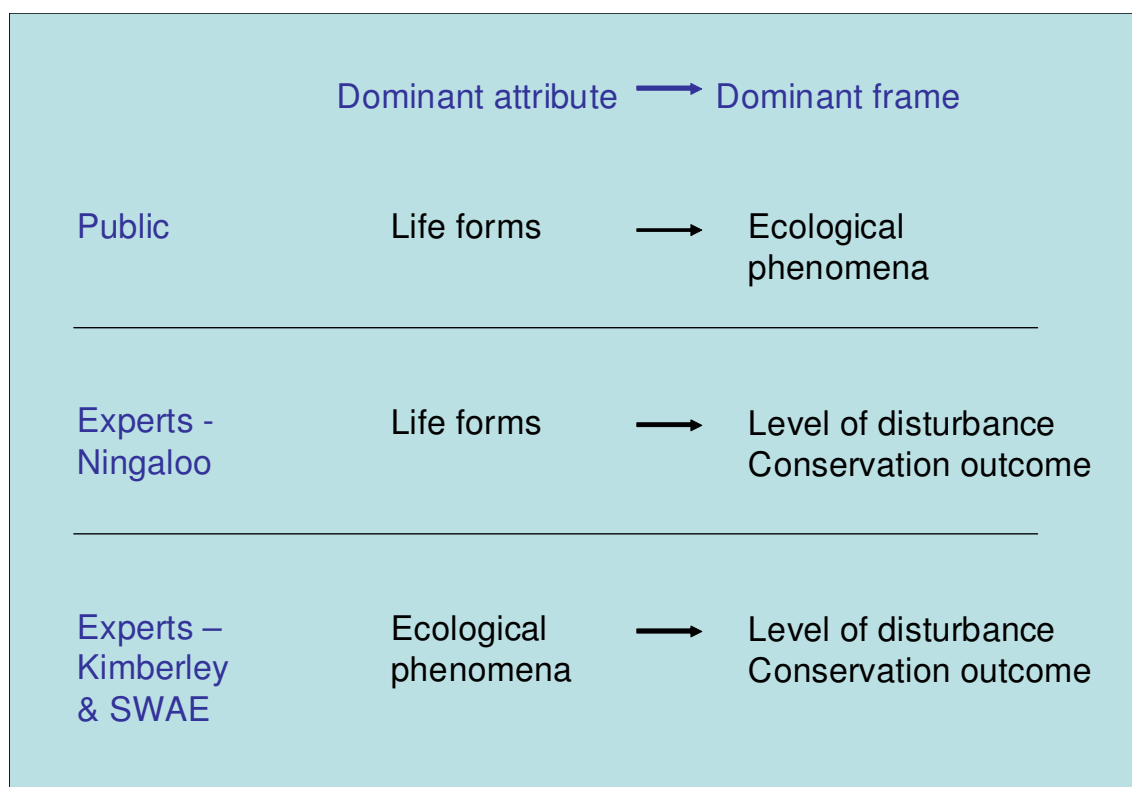 Dominant attribute → Dominant frame
Public Life forms → Ecological
phenomena
Experts - Life forms → Level of disturbance
Ningaloo Conservation outcome
Experts – Ecological → Level of disturbance
Kimberley phenomena Conservation outcome
& SWAE